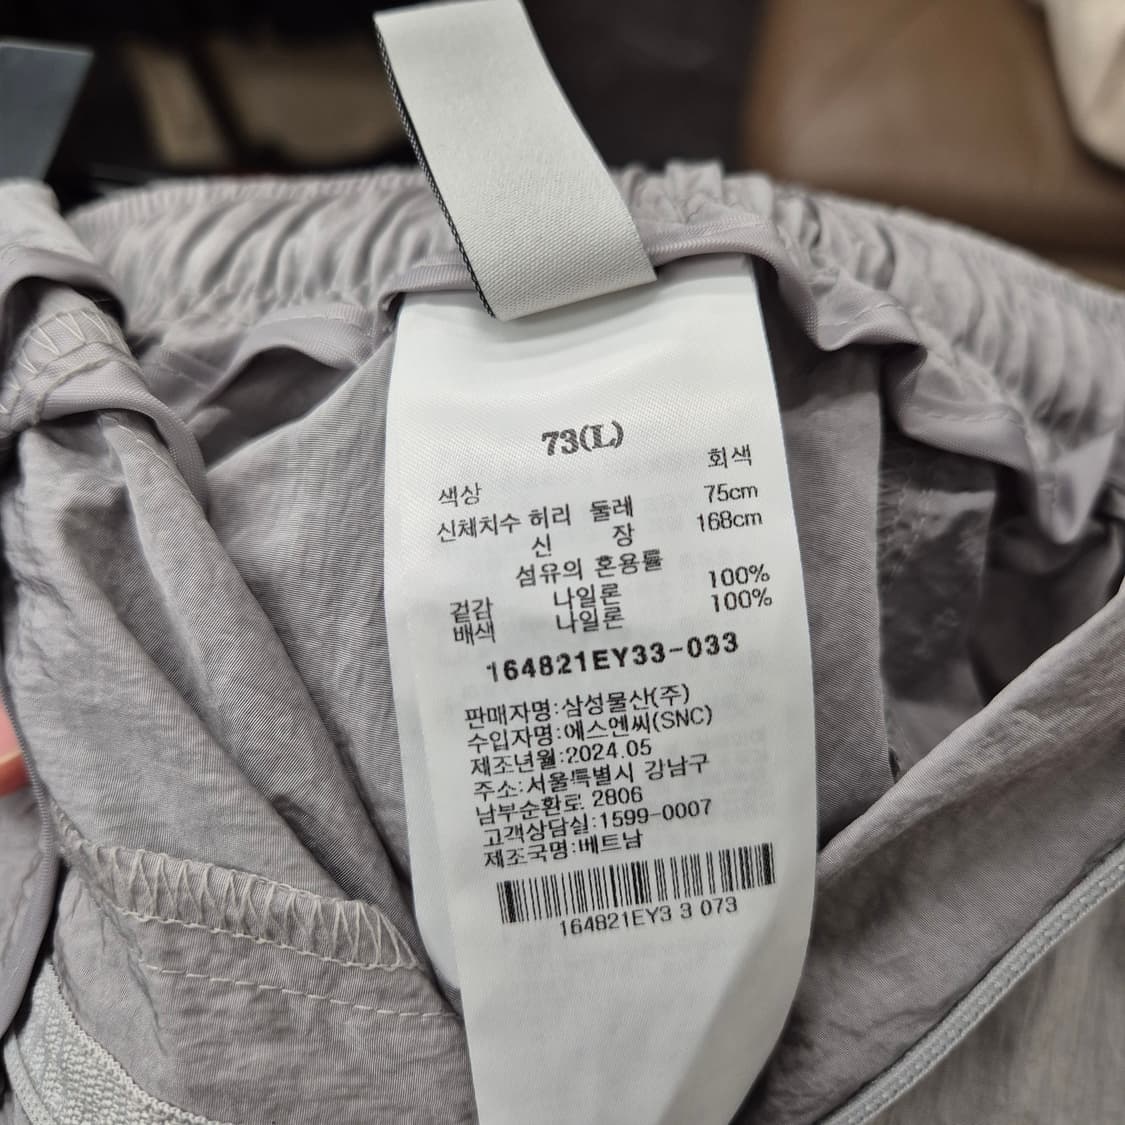 73(L)
색상 회색
신체치수 허리 둘레 75cm
신 장 168cm
섬유의 혼용률
겉감 나일론 100%
배색 나일론 100%
164821EY33-033
판매자명:삼성물산(주)
수입자명:에스엔씨(SNC)
제조년월:2024.05
주소:서울특별시 강남구
남부순환로 2806
고객상담실:1599-0007
제조국명:베트남
164821EY3 3 073